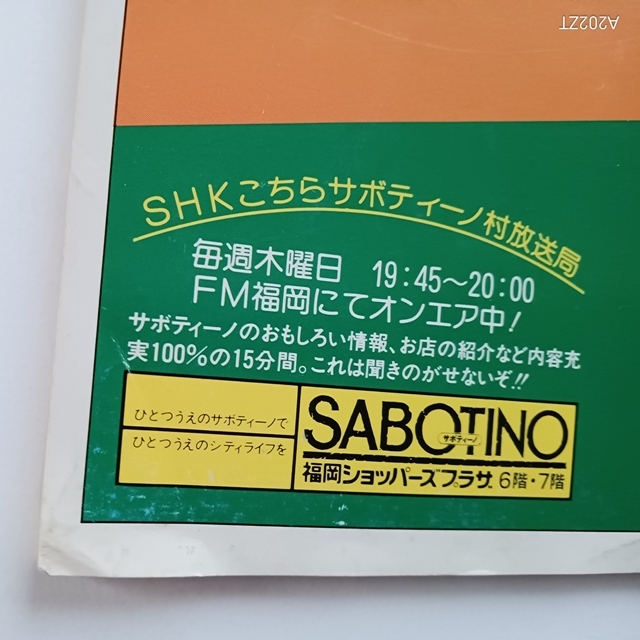 A202ZT
SHKこちらサボティーノ村放送局
毎週木曜日 19:45〜20:00
FM福岡にてオンエア中!
サボティーノのおもしろい情報、お店の紹介など内容充
実100%の15分間。これは聞きのがせないぞ!!
ひとつうえのサボティーノで
ひとつうえのシティライフを
SABOTINO
サボティーノ
福岡ショッパーズプラザ 6階・7階